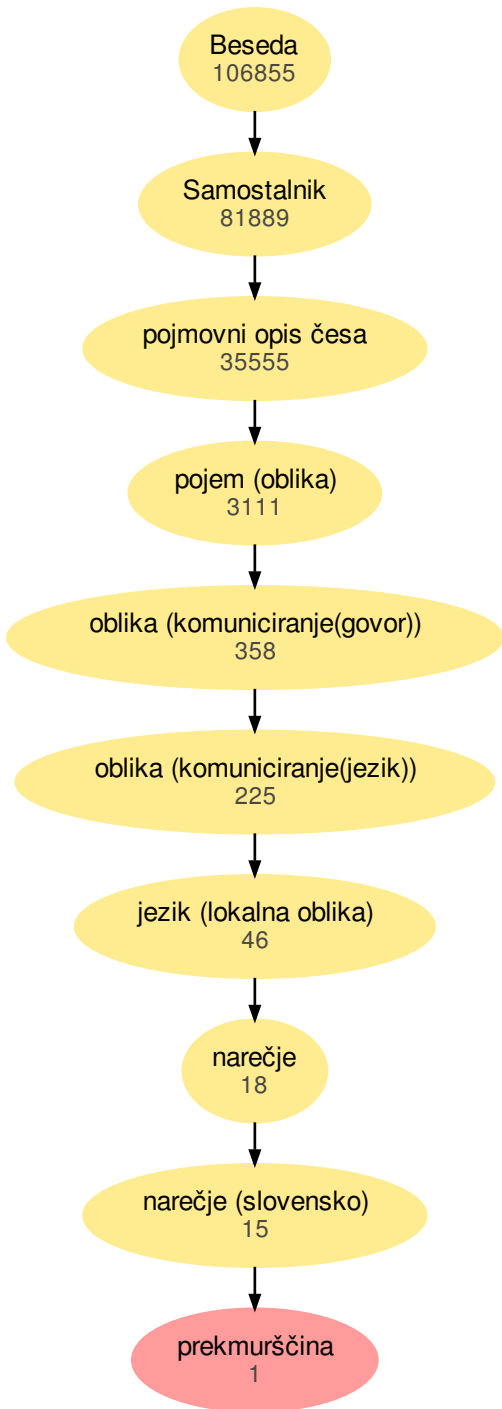 Beseda
106855
Samostalnik
81889
pojmovni opis česa
35555
pojem (oblika)
3111
oblika (komuniciranje(govor))
358
oblika (komuniciranje(jezik))
225
jezik (lokalna oblika)
46
narečje
18
narečje (slovensko)
15
prekmurščina
1